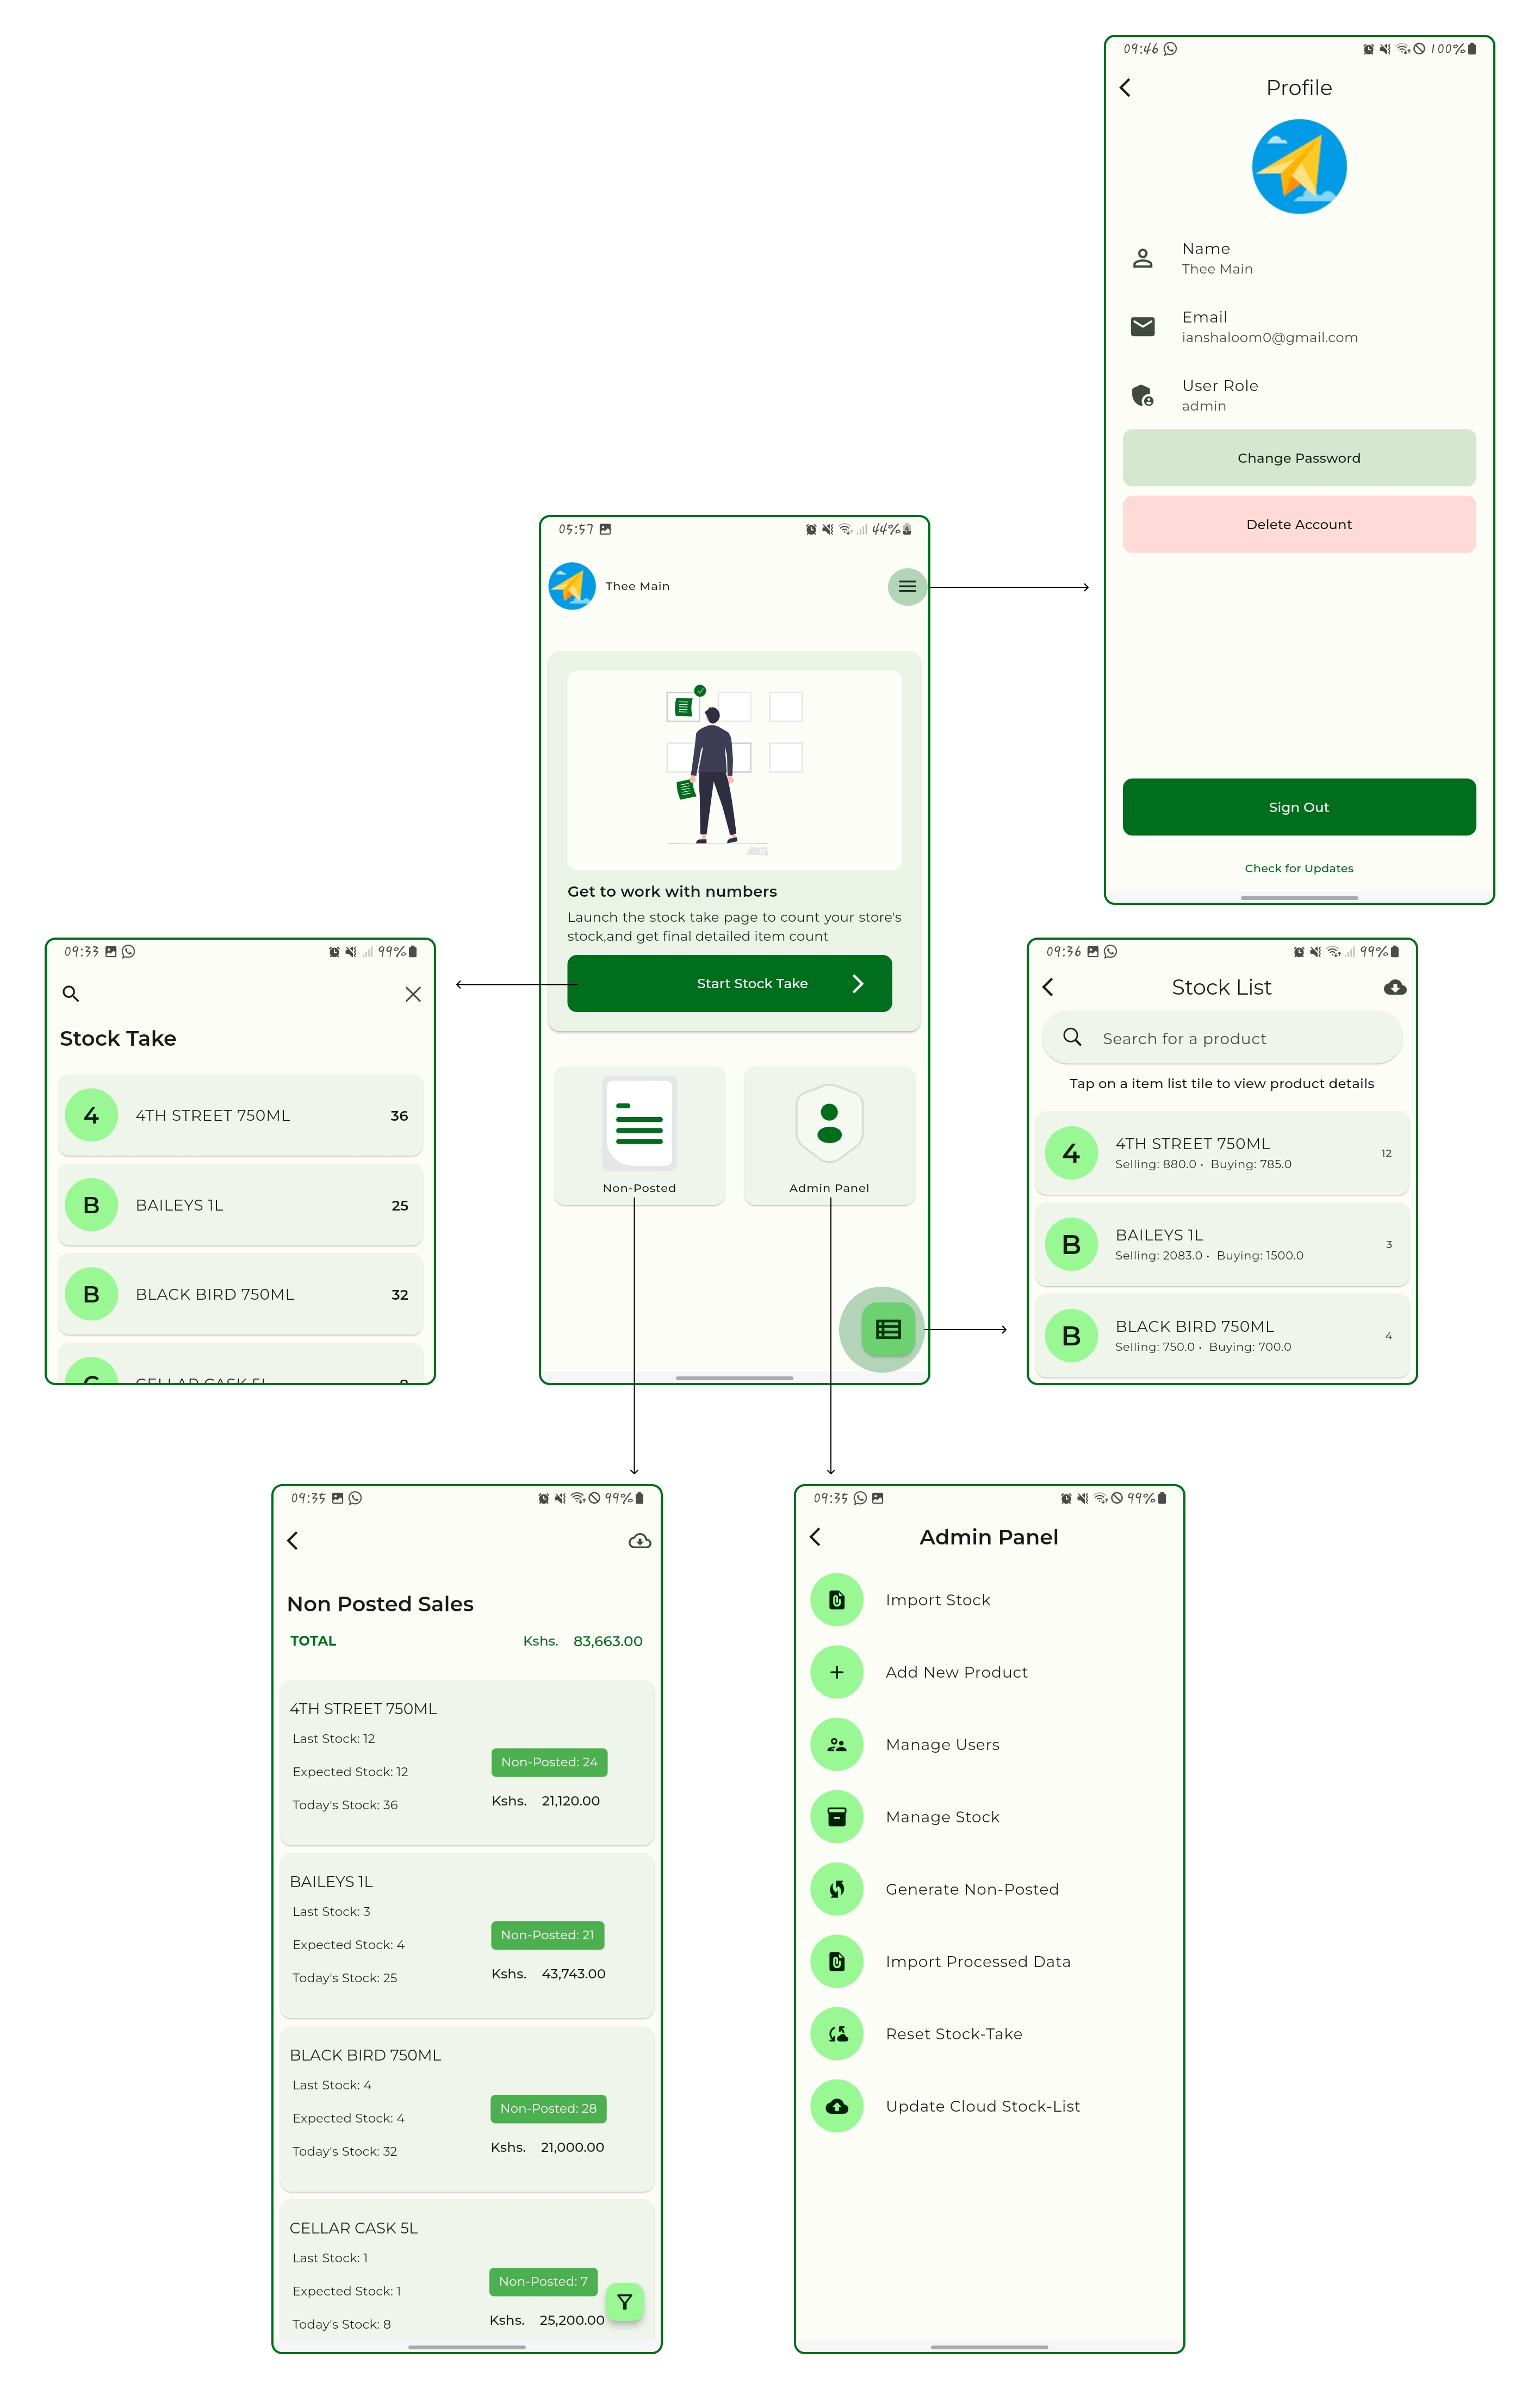 09:46
100%
Profile
Name
Thee Main
Email
ianshaloom0@gmail.com
User Role
admin
Change Password
Delete Account
Sign Out
Check for Updates
05:57
44%
Thee Main
Get to work with numbers
Launch the stock take page to count your store's
stock,and get final detailed item count
Start Stock Take
Non-Posted
Admin Panel
09:33
99%
Stock Take
4
4TH STREET 750ML
36
B
BAILEYS 1L
25
B
BLACK BIRD 750ML
32
C
CELLAR CASK 5L
8
09:36
99%
Stock List
Search for a product
Tap on a item list tile to view product details
4
4TH STREET 750ML
Selling: 880.0 • Buying: 785.0
12
B
BAILEYS 1L
Selling: 2083.0 • Buying: 1500.0
3
B
BLACK BIRD 750ML
Selling: 750.0 • Buying: 700.0
4
09:35
99%
Non Posted Sales
TOTAL
Kshs. 83,663.00
4TH STREET 750ML
Last Stock: 12
Non-Posted: 24
Expected Stock: 12
Kshs. 21,120.00
Today's Stock: 36
BAILEYS 1L
Last Stock: 3
Non-Posted: 21
Expected Stock: 4
Kshs. 43,743.00
Today's Stock: 25
BLACK BIRD 750ML
Last Stock: 4
Non-Posted: 28
Expected Stock: 4
Kshs. 21,000.00
Today's Stock: 32
CELLAR CASK 5L
Last Stock: 1
Non-Posted: 7
Expected Stock: 1
Kshs. 25,200.00
Today's Stock: 8
09:35
99%
Admin Panel
Import Stock
Add New Product
Manage Users
Manage Stock
Generate Non-Posted
Import Processed Data
Reset Stock-Take
Update Cloud Stock-List